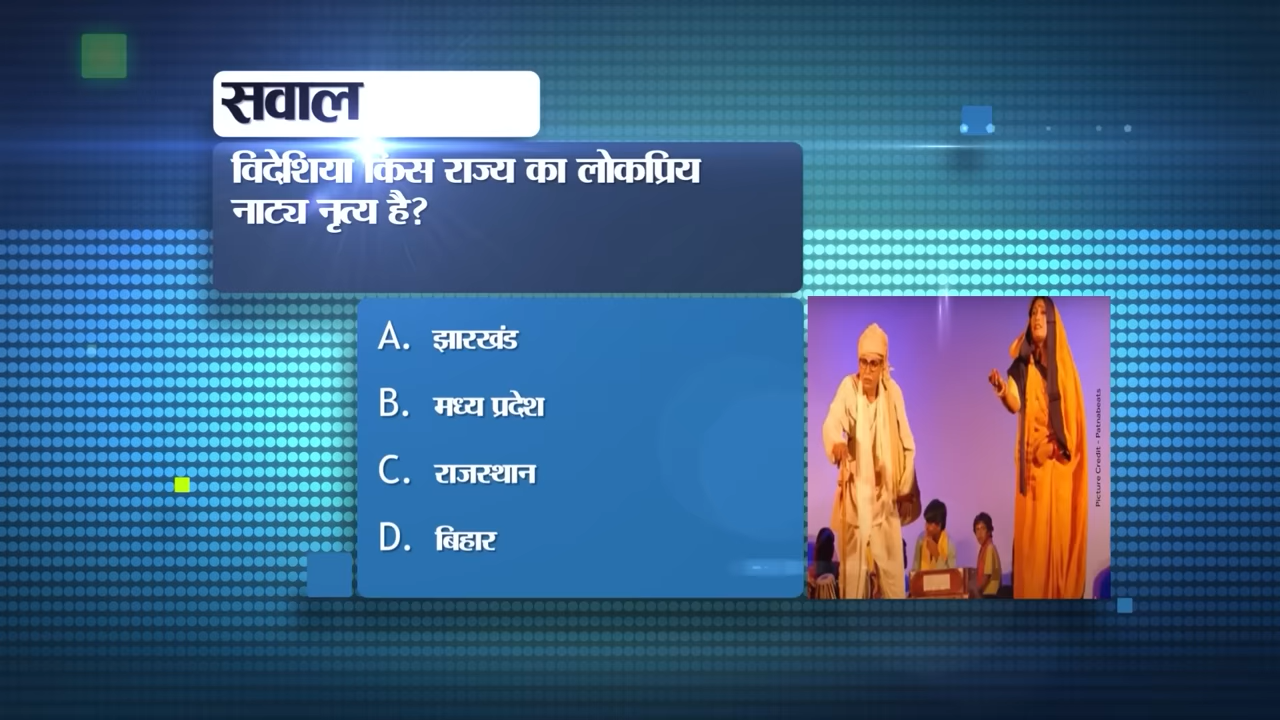 सवाल
विदेशिया किस राज्य का लोकप्रिय
नाट्य नृत्य है?
A. झारखंड
B. मध्य प्रदेश
C. राजस्थान
D. बिहार
Picture Credit - Patnabeats